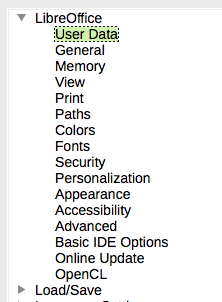 LibreOffice
User Data
General
Memory
View
Print
Paths
Colors
Fonts
Security
Personalization
Appearance
Accessibility
Advanced
Basic IDE Options
Online Update
OpenCL
Load/Save